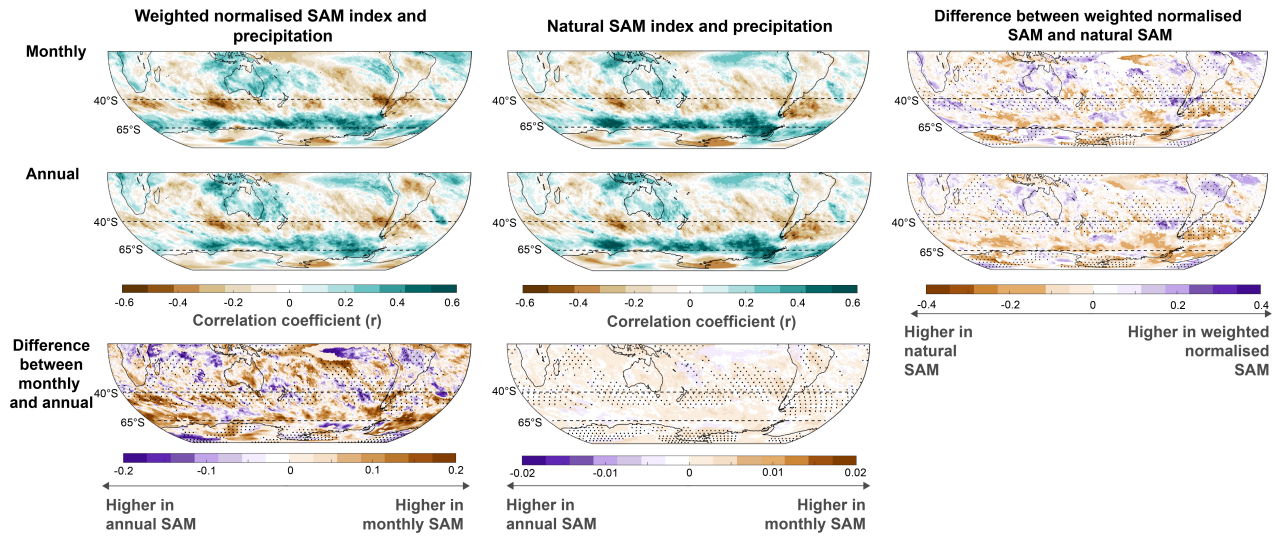 Weighted normalised SAM index and
precipitation
Natural SAM index and precipitation
Difference between weighted normalised
SAM and natural SAM
Monthly
40°S
65°S
40°S
65°S
40°S
65°S
Annual
40°S
65°S
40°S
65°S
40°S
65°S
-0.6 -0.4 -0.2 0 0.2 0.4 0.6
Correlation coefficient (r)
-0.6 -0.4 -0.2 0 0.2 0.4 0.6
Correlation coefficient (r)
-0.4 -0.2 0 0.2 0.4
Higher in
natural
SAM
Higher in weighted
normalised
SAM
Difference
between
monthly
and annual
40°S
65°S
40°S
65°S
-0.2 -0.1 0 0.1 0.2
Higher in
annual SAM
Higher in
monthly SAM
-0.02 -0.01 0 0.01 0.02
Higher in
annual SAM
Higher in
monthly SAM